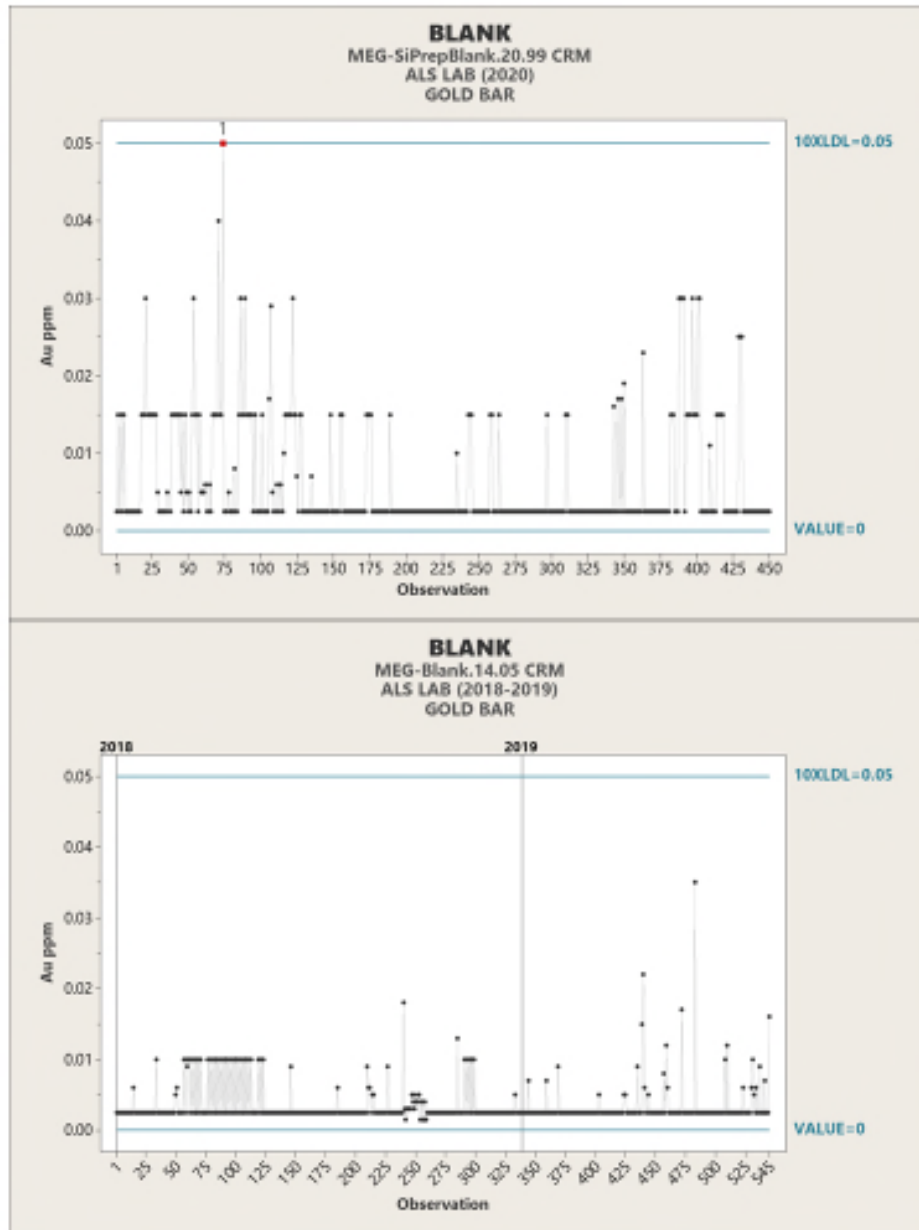 BLANK
MEG-SiPrepBlank.20.99 CRM
ALS LAB (2020)
GOLD BAR
1
0.05
10XLDL=0.05
0.04
0.03
0.02
0.01
0.00
VALUE=0
Au ppm
1 25 50 75 100 125 150 175 200 225 250 275 300 325 350 375 400 425 450
Observation
BLANK
MEG-Blank.14.05 CRM
ALS LAB (2018-2019)
GOLD BAR
2018 2019
0.05
10XLDL=0.05
0.04
0.03
0.02
0.01
0.00
VALUE=0
Au ppm
1 25 50 75 100 125 150 175 200 225 250 275 300 325 350 375 400 425 450 475 500 525 545
Observation